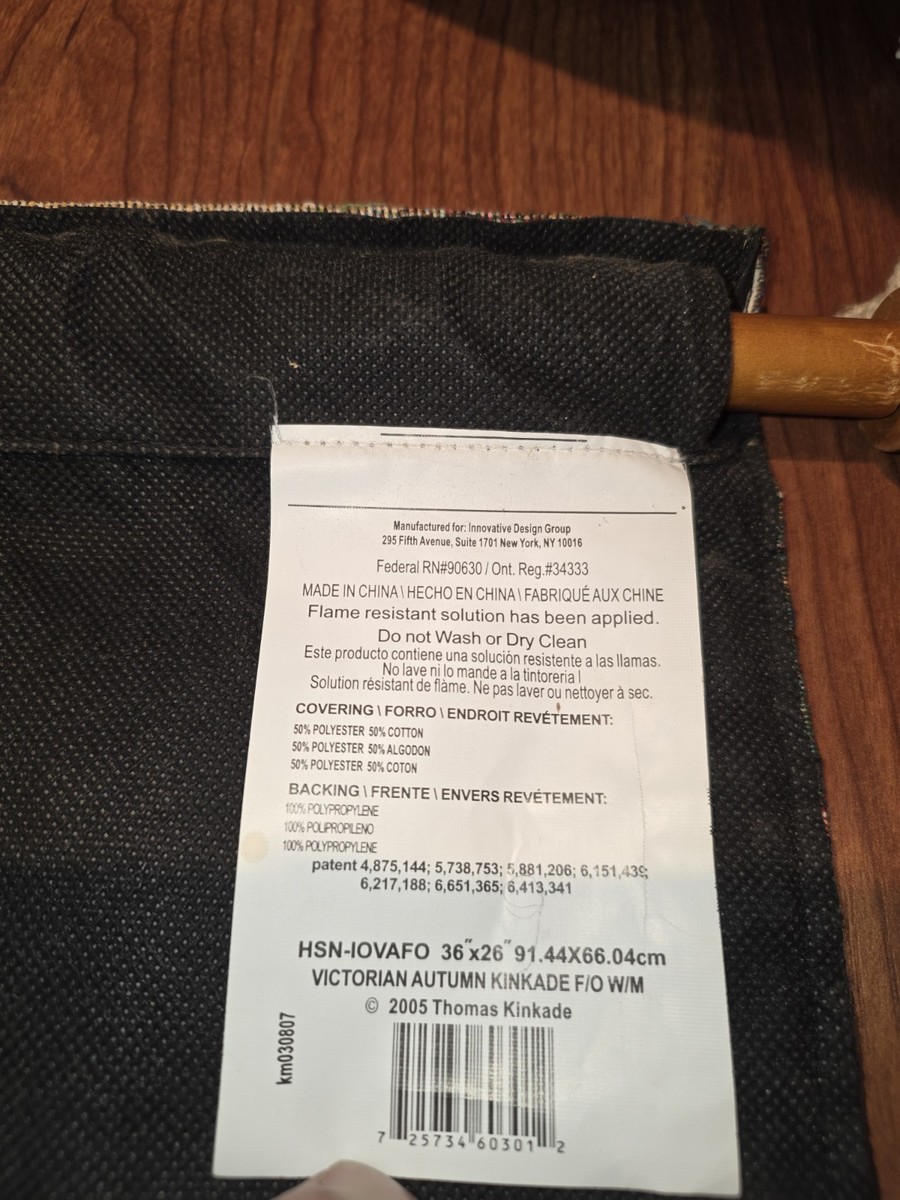 Manufactured for: Innovative Design Group
295 Fifth Avenue, Suite 1701 New York, NY 10016
Federal RN#90630 / Ont. Reg.#34333
MADE IN CHINA \ HECHO EN CHINA \ FABRIQUÉ AUX CHINE
Flame resistant solution has been applied.
Do not Wash or Dry Clean
Este producto contiene una solución resistente a las llamas.
No lave ni lo mande a la tintoreria !
Solution résistant de flàme. Ne pas laver ou nettoyer à sec.
COVERING \ FORRO \ ENDROIT REVÉTEMENT:
50% POLYESTER 50% COTTON
50% POLYESTER 50% ALGODON
50% POLYESTER 50% COTON
BACKING \ FRENTE \ ENVERS REVÉTEMENT:
100% POLYPROPYLENE
100% POLIPROPILENO
100% POLYPROPYLENE
patent 4,875,144; 5,738,753; 5,881,206; 6,151,439;
6,217,188; 6,651,365; 6,413,341
HSN-IOVAFO 36"x26" 91.44X66.04cm
VICTORIAN AUTUMN KINKADE F/O W/M
© 2005 Thomas Kinkade
km030807
7 25734 60301 2